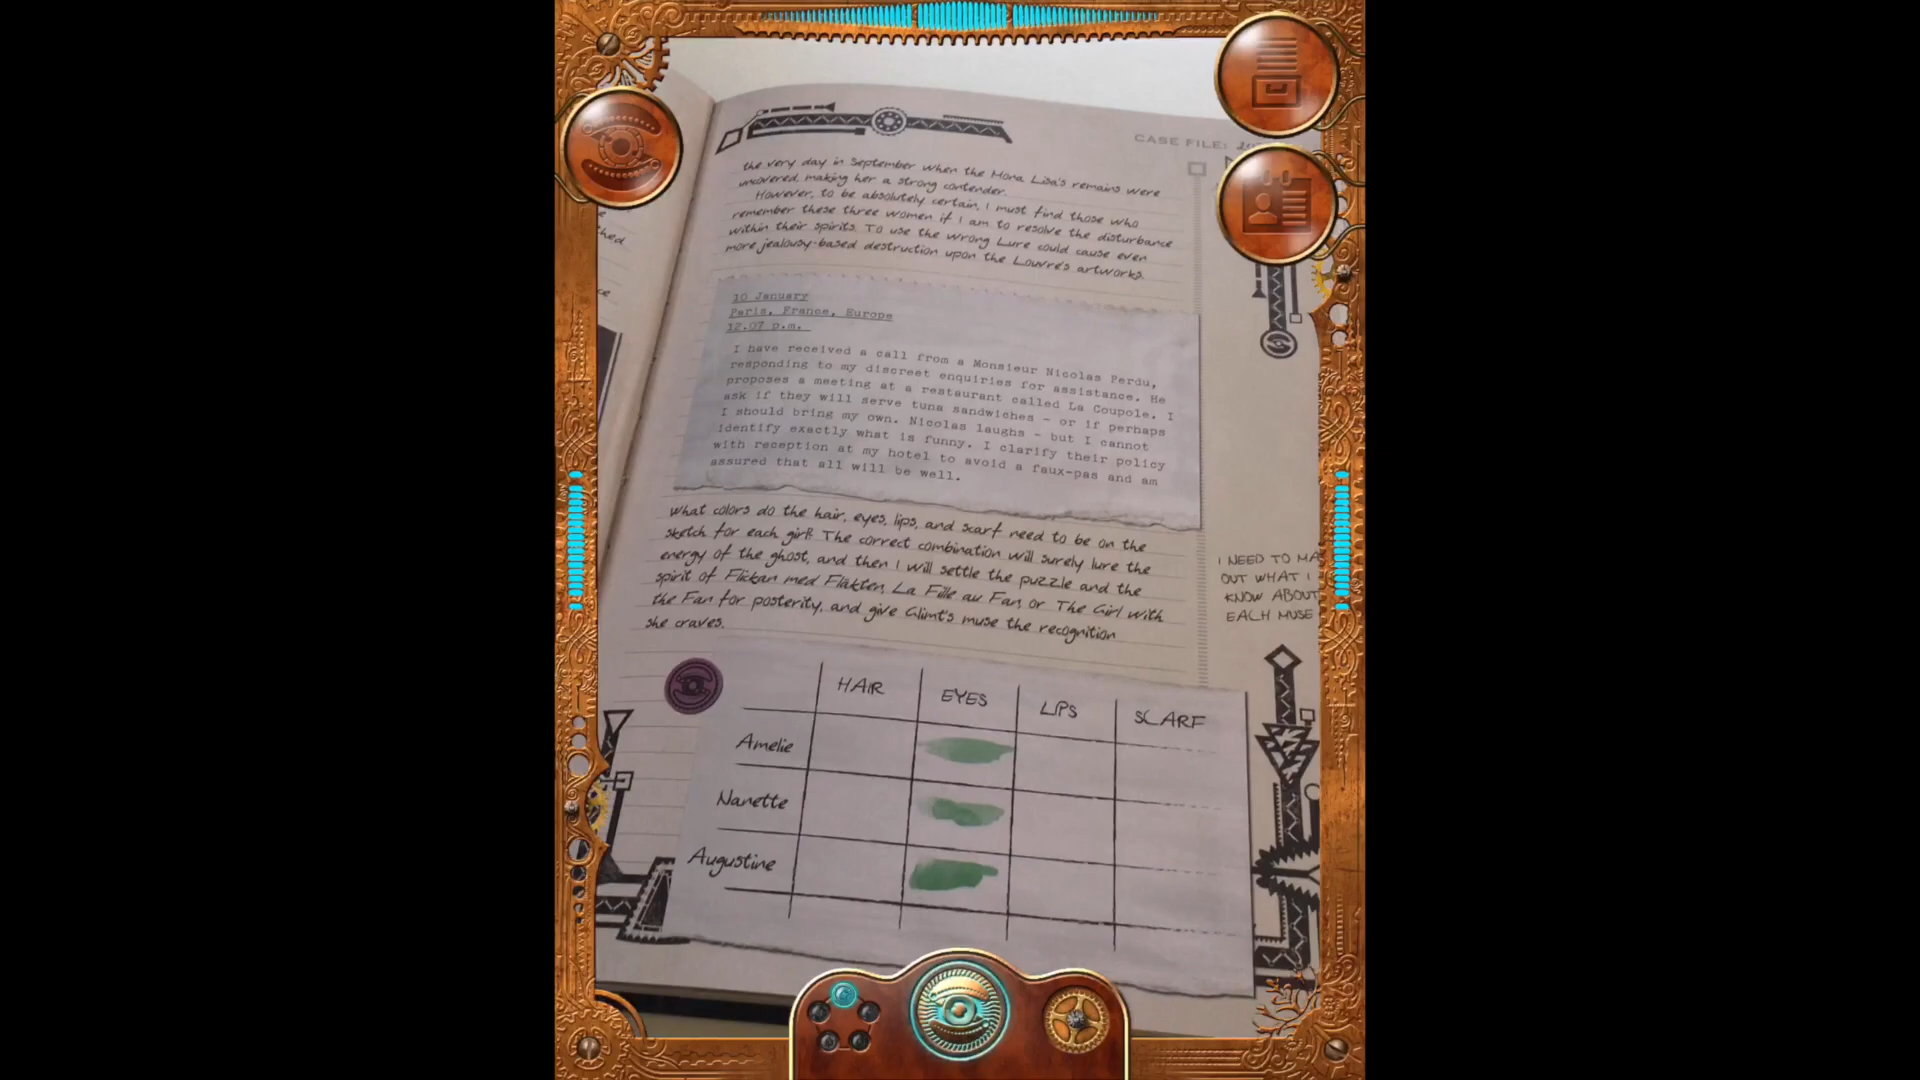 CASE FILE:
the very day in September when the Mona Lisa's remains were
uncovered, making her a strong contender.
However, to be absolutely certain, I must find those who
remember these three women if I am to resolve the disturbance
within their spirits. To use the wrong Lure could cause even
more jealousy-based destruction upon the Louvre's artworks.
10 January
Paris, France, Europe
12.07 p.m.
I have received a call from a Monsieur Nicolas Perdu,
responding to my discreet enquiries for assistance. He
proposes a meeting at a restaurant called La Coupole. I
ask if they will serve tuna sandwiches – or if perhaps
I should bring my own. Nicolas laughs – but I cannot
identify exactly what is funny. I clarify their policy
with reception at my hotel to avoid a faux-pas and am
assured that all will be well.
What colors do the hair, eyes, lips, and scarf need to be on the
sketch for each girl? The correct combination will surely lure the
energy of the ghost, and then I will settle the puzzle and the
spirit of Flickan med Fläkten, La Fille au Fan, or The Girl with
the Fan for posterity, and give Glimt's muse the recognition
she craves.
I NEED TO MA
OUT WHAT I
KNOW ABOUT
EACH MUSE
HAIR EYES LIPS SCARF
Amelie
Nanette
Augustine